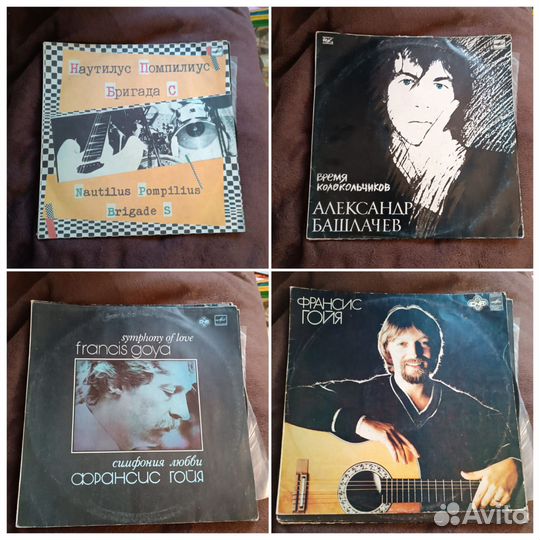 Наутилус Помпилиус
Бригада С
Nautilus Pompilius
Brigade S
ВРЕМЯ
КОЛОКОЛЬЧИКОВ
АЛЕКСАНДР
БАШЛАЧЕВ
symphony of love
francis goya
симфония любви
франсис гойя
ФРАНСИС
ГОЙЯ
Avito